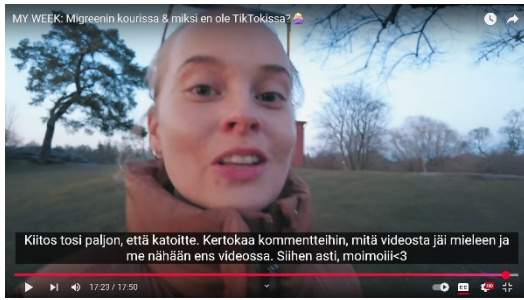 MY WEEK: Migreenin kourissa & miksi en ole TikTokissa? 🤷🏼‍♀️
Kiitos tosi paljon, että katoitte. Kertokaa kommentteihin, mitä videosta jäi mieleen ja
me nähään ens videossa. Siihen asti, moimoiii<3
17:23 / 17:50